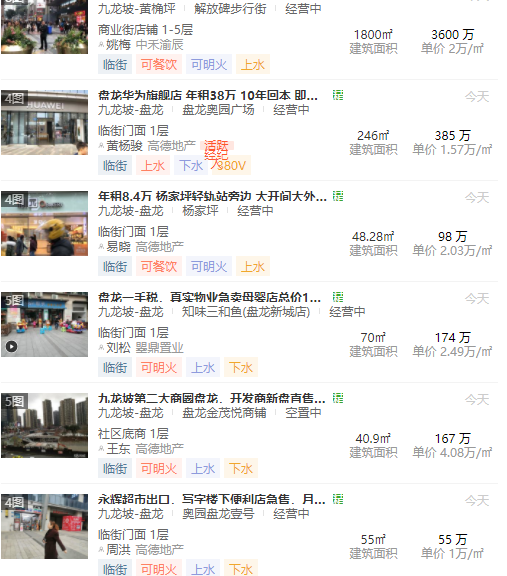 九龙坡-黄桷坪 解放碑步行街 经营中
商业街店铺 1-5层
姚梅 中禾渝辰
临街 可餐饮 可明火 上水
1800㎡
建筑面积
3600 万
单价 2万/㎡
4图
HUAWEI
盘龙华为旗舰店 年租38万 10年回本 即…
九龙坡-盘龙 盘龙奥园广场 经营中
临街门面 1层
黄杨骏 高德地产 活跃经纪人
临街 上水 下水 380V
今天
246㎡
建筑面积
385 万
单价 1.57万/㎡
4图
年租8.4万 杨家坪轻轨站旁边 大开间大外…
九龙坡-盘龙 杨家坪 经营中
临街门面 1层
易晓 高德地产
临街 可餐饮 可明火 上水
今天
48.28㎡
建筑面积
98 万
单价 2.03万/㎡
5图
盘龙一手税，真实物业急卖母婴店总价1…
九龙坡-盘龙 知味三和鱼(盘龙新城店) 经营中
临街门面 1层
刘松 翌鼎置业
临街 可明火 上水 下水
今天
70㎡
建筑面积
174 万
单价 2.49万/㎡
5图
九龙坡第二大商圈盘龙，开发商新盘直售…
九龙坡-盘龙 盘龙金茂悦商铺 空置中
社区底商 1层
王东 高德地产
临街 可明火 上水 下水
今天
40.9㎡
建筑面积
167 万
单价 4.08万/㎡
4图
永辉超市出口，写字楼下便利店急售，月…
九龙坡-盘龙 奥园盘龙壹号 经营中
临街门面 1层
周洪 高德地产
临街 可明火 上水 下水
今天
55㎡
建筑面积
55 万
单价 1万/㎡